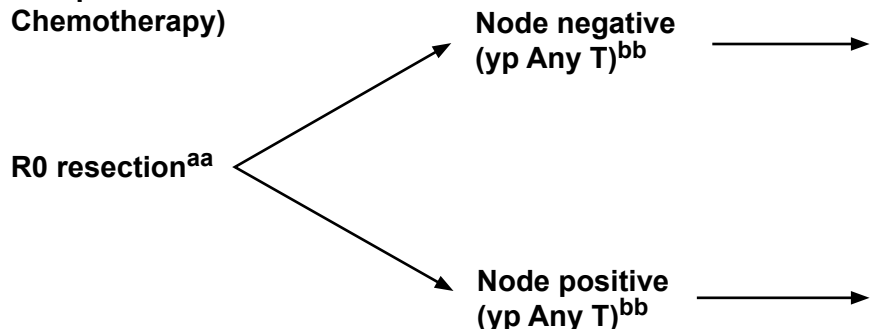 Chemotherapy)
Node negative
(yp Any T)bb
R0 resectionaa
Node positive
(yp Any T)bb